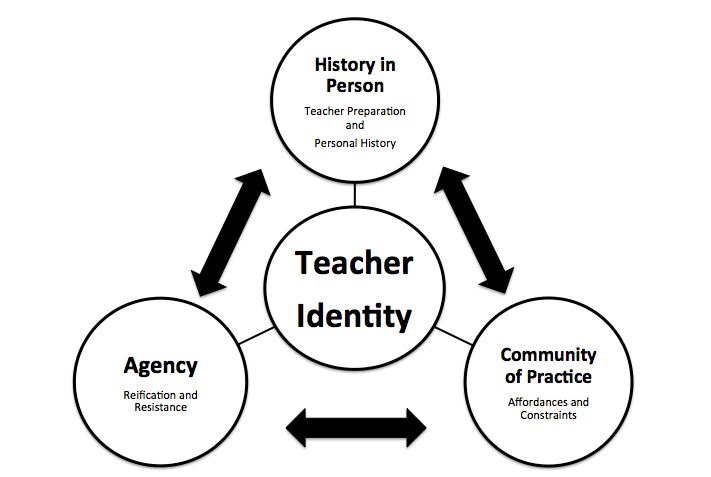 History in
Person
Teacher Preparation
and
Personal History
Teacher
Identity
Agency
Reification and
Resistance
Community
of Practice
Affordances and
Constraints